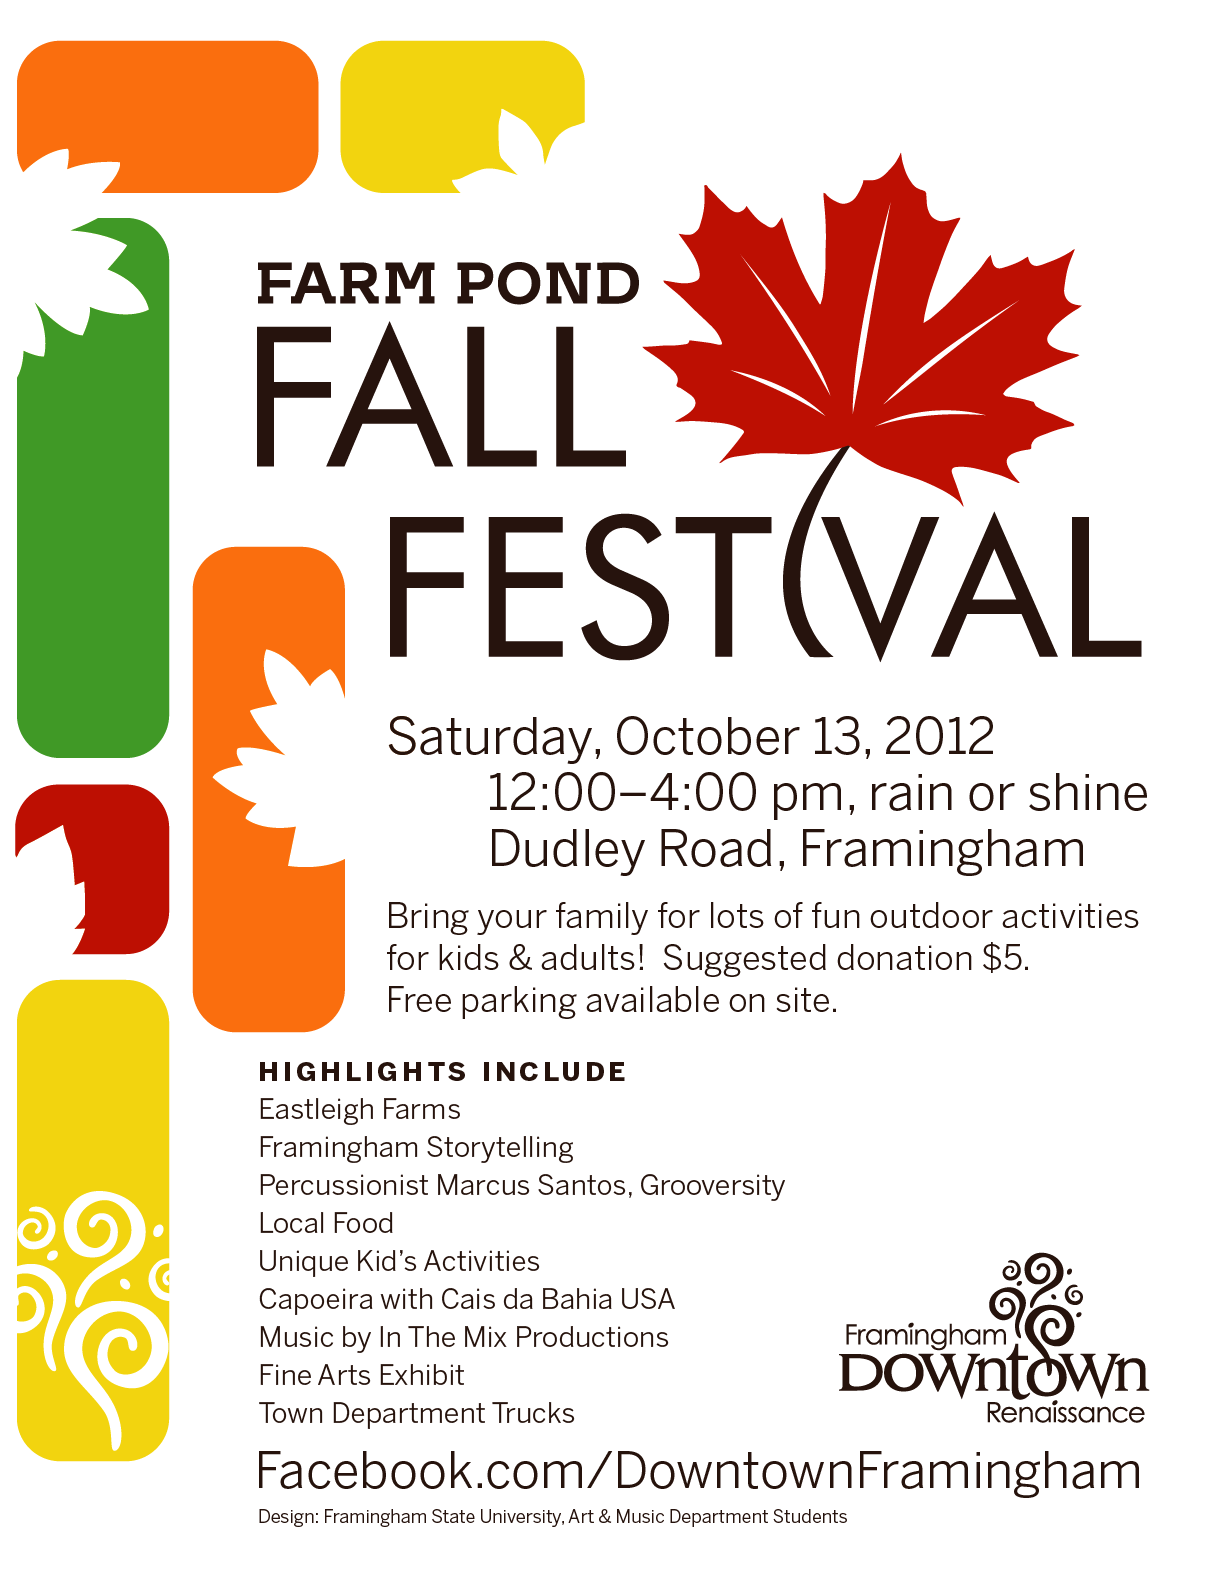 FARM POND
FALL
FESTIVAL
Saturday, October 13, 2012
12:00–4:00 pm, rain or shine
Dudley Road, Framingham
Bring your family for lots of fun outdoor activities
for kids & adults!  Suggested donation $5.
Free parking available on site.
HIGHLIGHTS INCLUDE
Eastleigh Farms
Framingham Storytelling
Percussionist Marcus Santos, Grooversity
Local Food
Unique Kid’s Activities
Capoeira with Cais da Bahia USA
Music by In The Mix Productions
Fine Arts Exhibit
Town Department Trucks
Framingham
Downtown
Renaissance
Facebook.com/DowntownFramingham
Design: Framingham State University, Art & Music Department Students